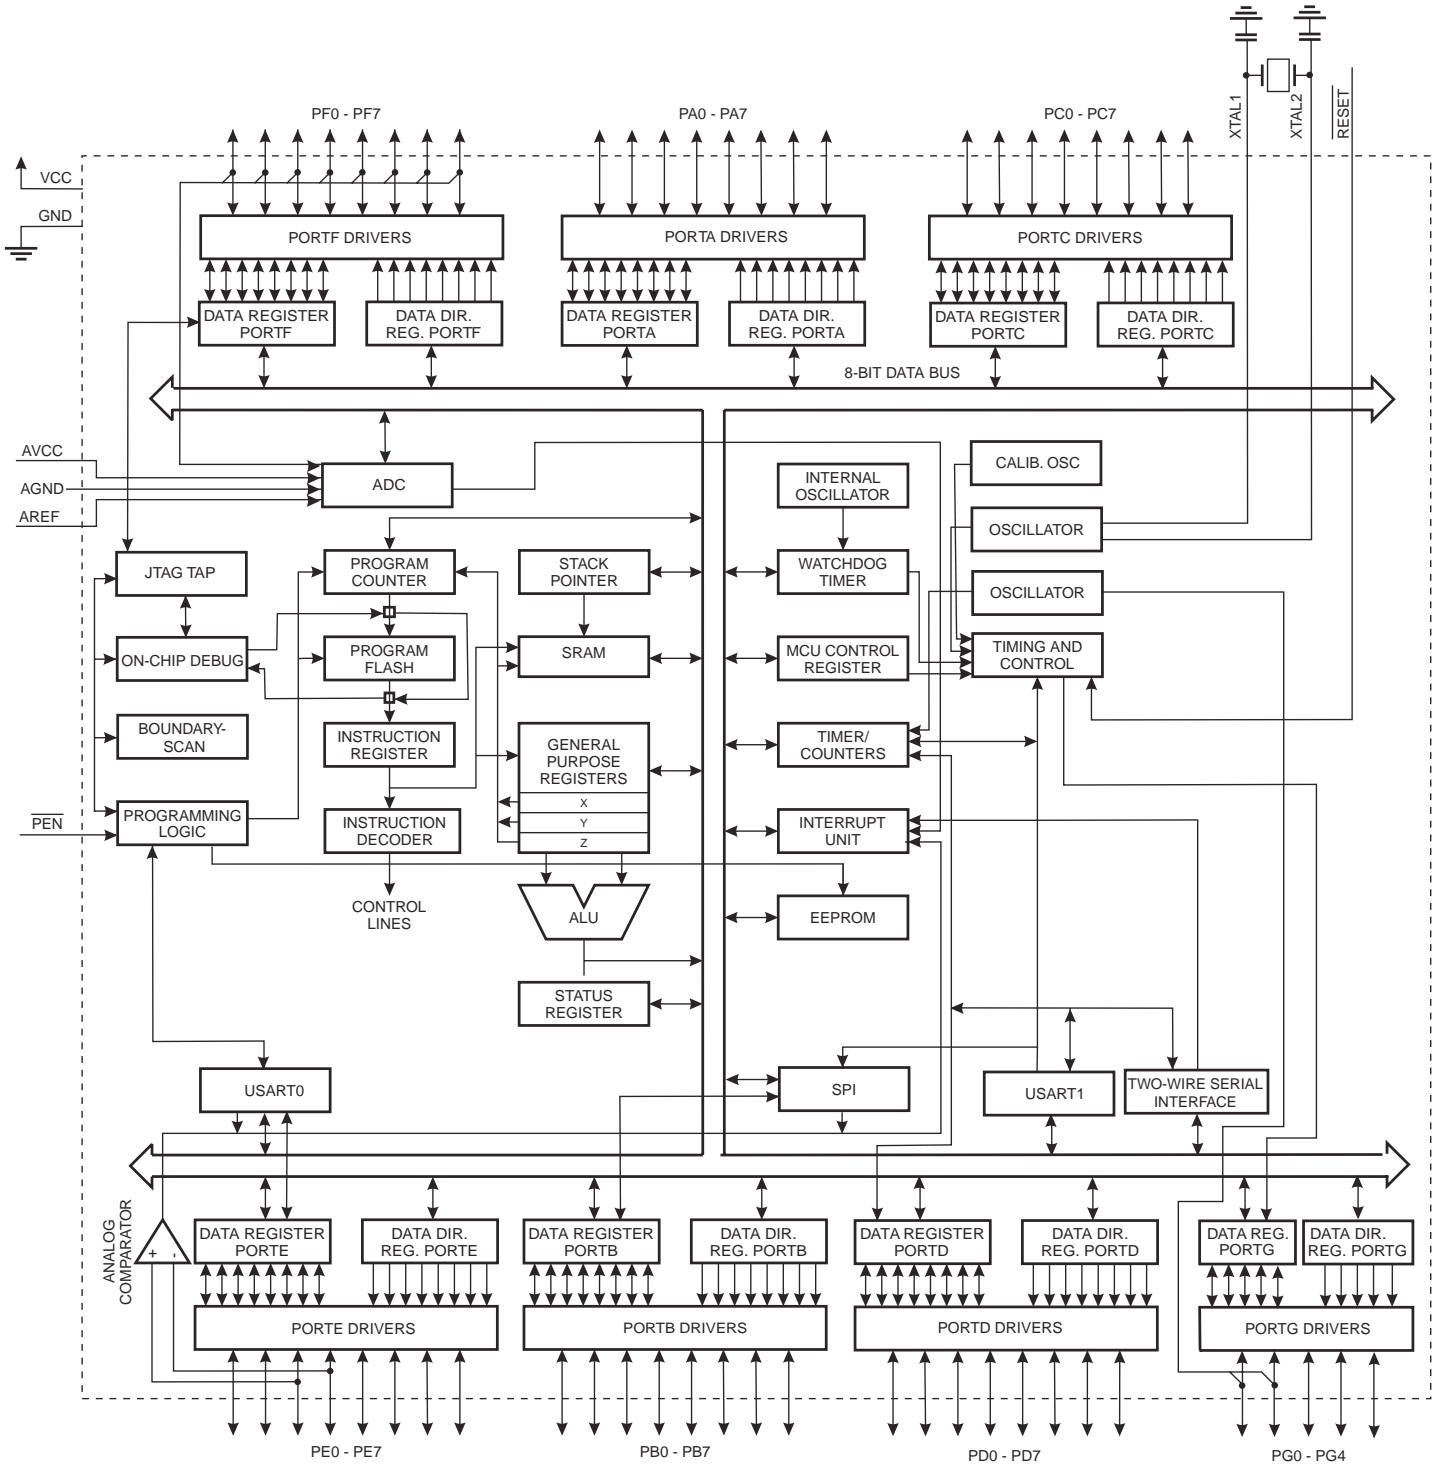 XTAL1
XTAL2
RESET
PF0 - PF7
PA0 - PA7
PC0 - PC7
VCC
GND
PORTF DRIVERS
PORTA DRIVERS
PORTC DRIVERS
DATA REGISTER
PORTF
DATA DIR.
REG. PORTF
DATA REGISTER
PORTA
DATA DIR.
REG. PORTA
DATA REGISTER
PORTC
DATA DIR.
REG. PORTC
8-BIT DATA BUS
AVCC
AGND
AREF
ADC
INTERNAL
OSCILLATOR
CALIB. OSC
OSCILLATOR
JTAG TAP
PROGRAM
COUNTER
STACK
POINTER
WATCHDOG
TIMER
OSCILLATOR
ON-CHIP DEBUG
PROGRAM
FLASH
SRAM
MCU CONTROL
REGISTER
TIMING AND
CONTROL
BOUNDARY-
SCAN
INSTRUCTION
REGISTER
GENERAL
PURPOSE
REGISTERS
X
Y
Z
TIMER/
COUNTERS
PEN
PROGRAMMING
LOGIC
INSTRUCTION
DECODER
INTERRUPT
UNIT
CONTROL
LINES
ALU
EEPROM
STATUS
REGISTER
USART0
SPI
USART1
TWO-WIRE SERIAL
INTERFACE
ANALOG
COMPARATOR
+
-
DATA REGISTER
PORTE
DATA DIR.
REG. PORTE
DATA REGISTER
PORTB
DATA DIR.
REG. PORTB
DATA REGISTER
PORTD
DATA DIR.
REG. PORTD
DATA REG.
PORTG
DATA DIR.
REG. PORTG
PORTE DRIVERS
PORTB DRIVERS
PORTD DRIVERS
PORTG DRIVERS
PE0 - PE7
PB0 - PB7
PD0 - PD7
PG0 - PG4